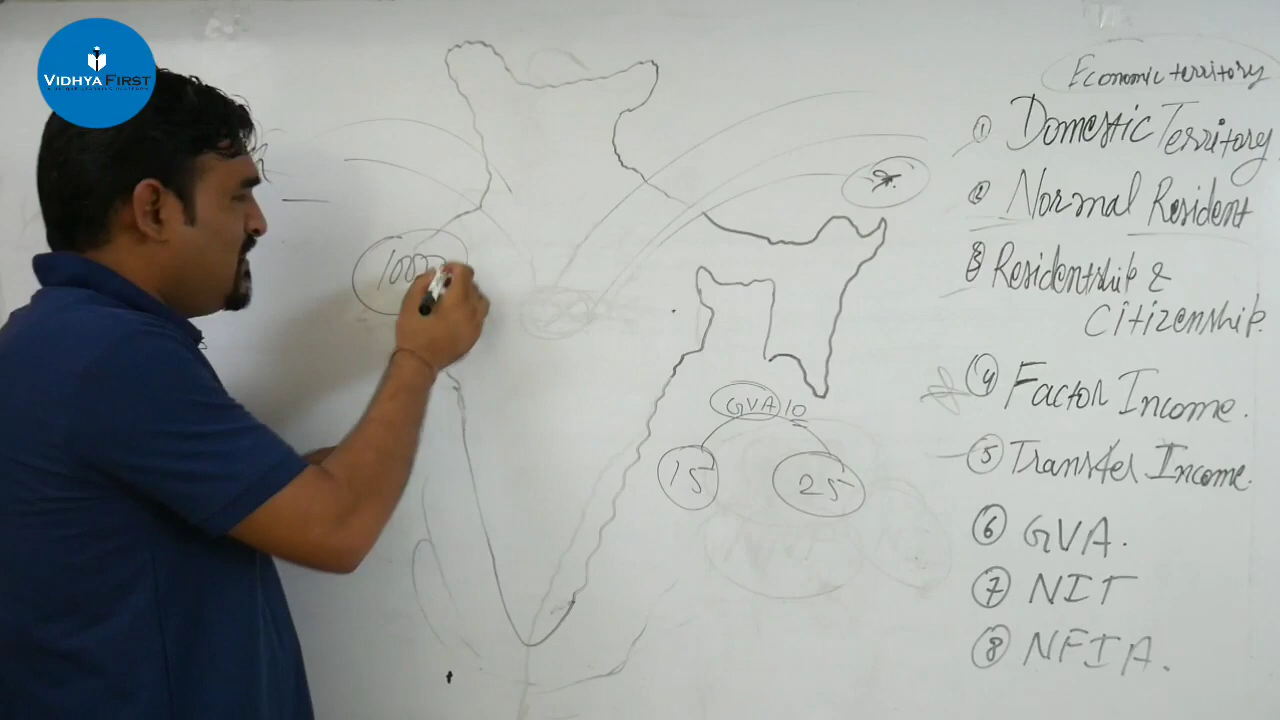 VIDHYA FIRST
Economic territory
① Domestic Territory
② Normal Resident
③ Residentship &
Citizenship.
④ Factor Income.
⑤ Transfer Income.
⑥ GVA.
⑦ NIT
⑧ NFIA.
GVA 10
15
25